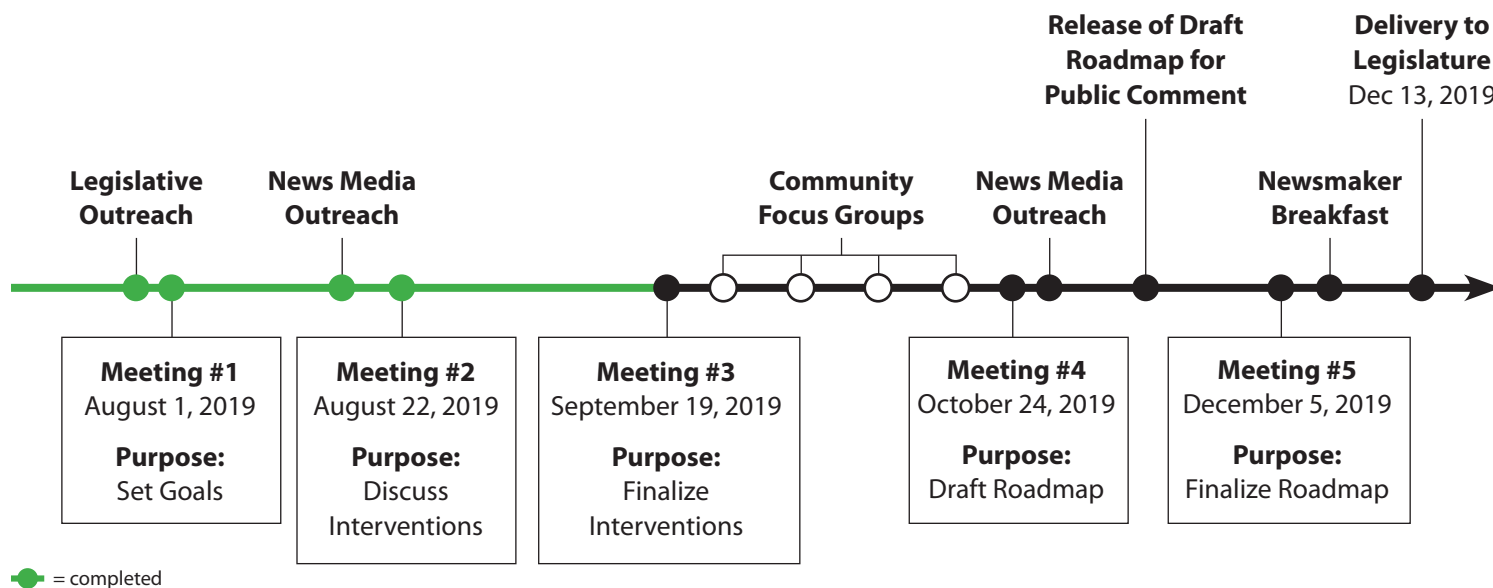 Release of Draft
Roadmap for
Public Comment
Delivery to
Legislature
Dec 13, 2019
Legislative
Outreach
News Media
Outreach
Community
Focus Groups
News Media
Outreach
Newsmaker
Breakfast
Meeting #1
August 1, 2019
Purpose:
Set Goals
Meeting #2
August 22, 2019
Purpose:
Discuss
Interventions
Meeting #3
September 19, 2019
Purpose:
Finalize
Interventions
Meeting #4
October 24, 2019
Purpose:
Draft Roadmap
Meeting #5
December 5, 2019
Purpose:
Finalize Roadmap
= completed